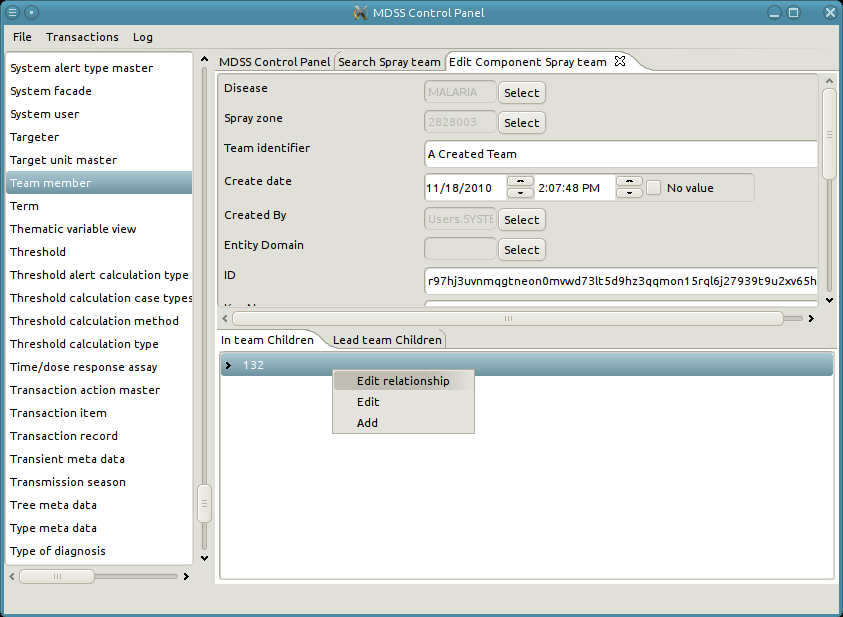 MDSS Control Panel
File Transactions Log
System alert type master
System facade
System user
Targeter
Target unit master
Team member
Term
Thematic variable view
Threshold
Threshold alert calculation type
Threshold calculation case types
Threshold calculation method
Threshold calculation type
Time/dose response assay
Transaction action master
Transaction item
Transaction record
Transient meta data
Transmission season
Tree meta data
Type meta data
Type of diagnosis
MDSS Control Panel Search Spray team Edit Component Spray team
Disease MALARIA Select
Spray zone 2828003 Select
Team identifier A Created Team
Create date 11/18/2010 2:07:48 PM No value
Created By Users.SYSTE Select
Entity Domain Select
ID r97hj3uvnmqgtneon0mvwd73lt5d9hz3qqmon15rql6j27939t9u2xv65h
In team Children Lead team Children
132
Edit relationship
Edit
Add